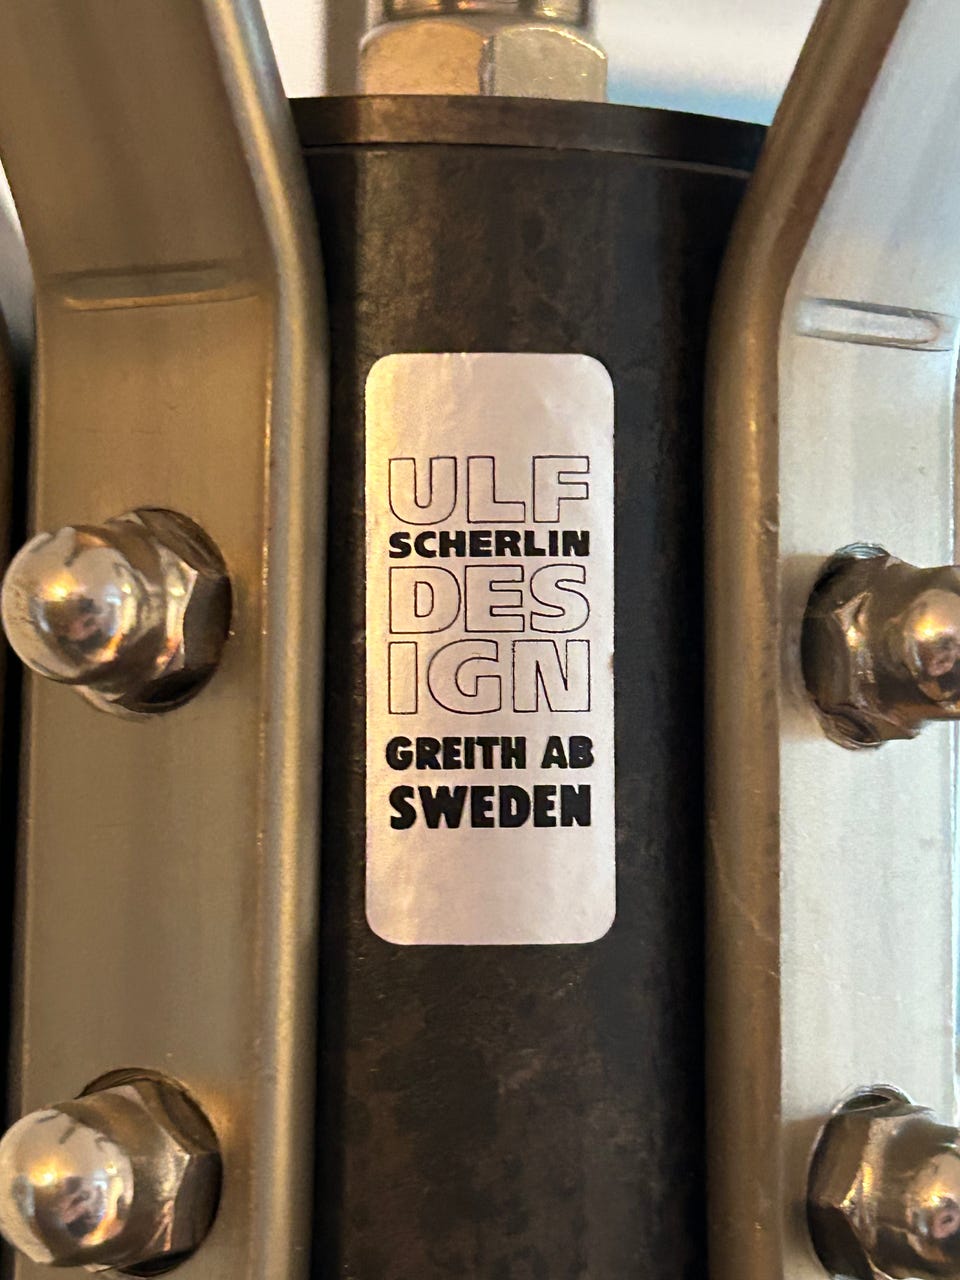 ULF
SCHERLIN
DES
IGN
GREITH AB
SWEDEN